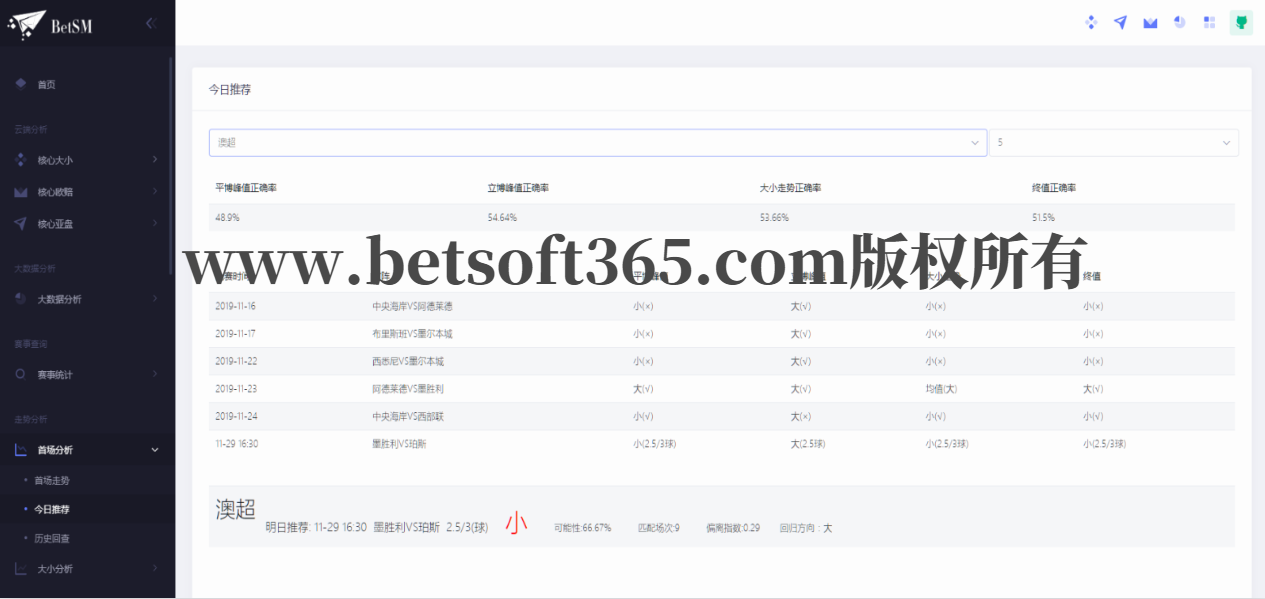 BetSM
首页
云端分析
核心大小
核心欧赔
核心亚盘
大数据分析
大数据分析
赛事查询
赛事统计
走势分析
首场分析
首场走势
今日推荐
历史回查
大小分析
今日推荐
澳超 5
平博峰值正确率 立博峰值正确率 大小走势正确率 终值正确率
48.9% 54.64% 53.66% 51.5%
www.betsoft365.com版权所有
终值
2019-11-16 中央海岸VS阿德莱德 小(×) 大(√) 小(×) 小(×)
2019-11-17 布里斯班VS墨尔本城 小(×) 大(√) 小(×) 小(×)
2019-11-22 西悉尼VS墨尔本城 小(×) 大(√) 小(×) 小(×)
2019-11-23 阿德莱德VS墨胜利 大(√) 大(√) 均值(大) 大(√)
2019-11-24 中央海岸VS西部联 小(√) 大(×) 小(√) 小(√)
11-29 16:30 墨胜利VS珀斯 小(2.5/3球) 大(2.5球) 小(2.5/3球) 小(2.5/3球)
澳超 明日推荐: 11-29 16:30 墨胜利VS珀斯 2.5/3(球) 小 可能性:66.67% 匹配场次:9 偏离指数:0.29 回归方向：大